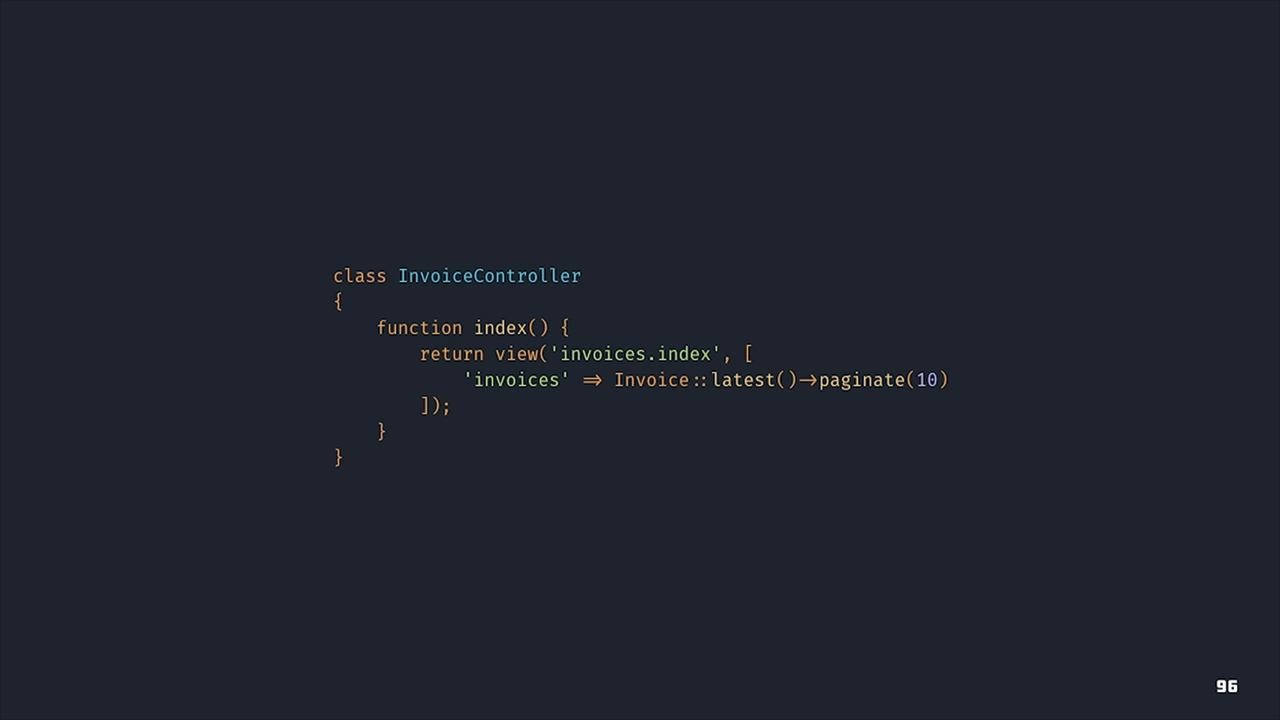 class InvoiceController
{
    function index() {
        return view('invoices.index', [
            'invoices' => Invoice::latest()->paginate(10)
        ]);
    }
}
96